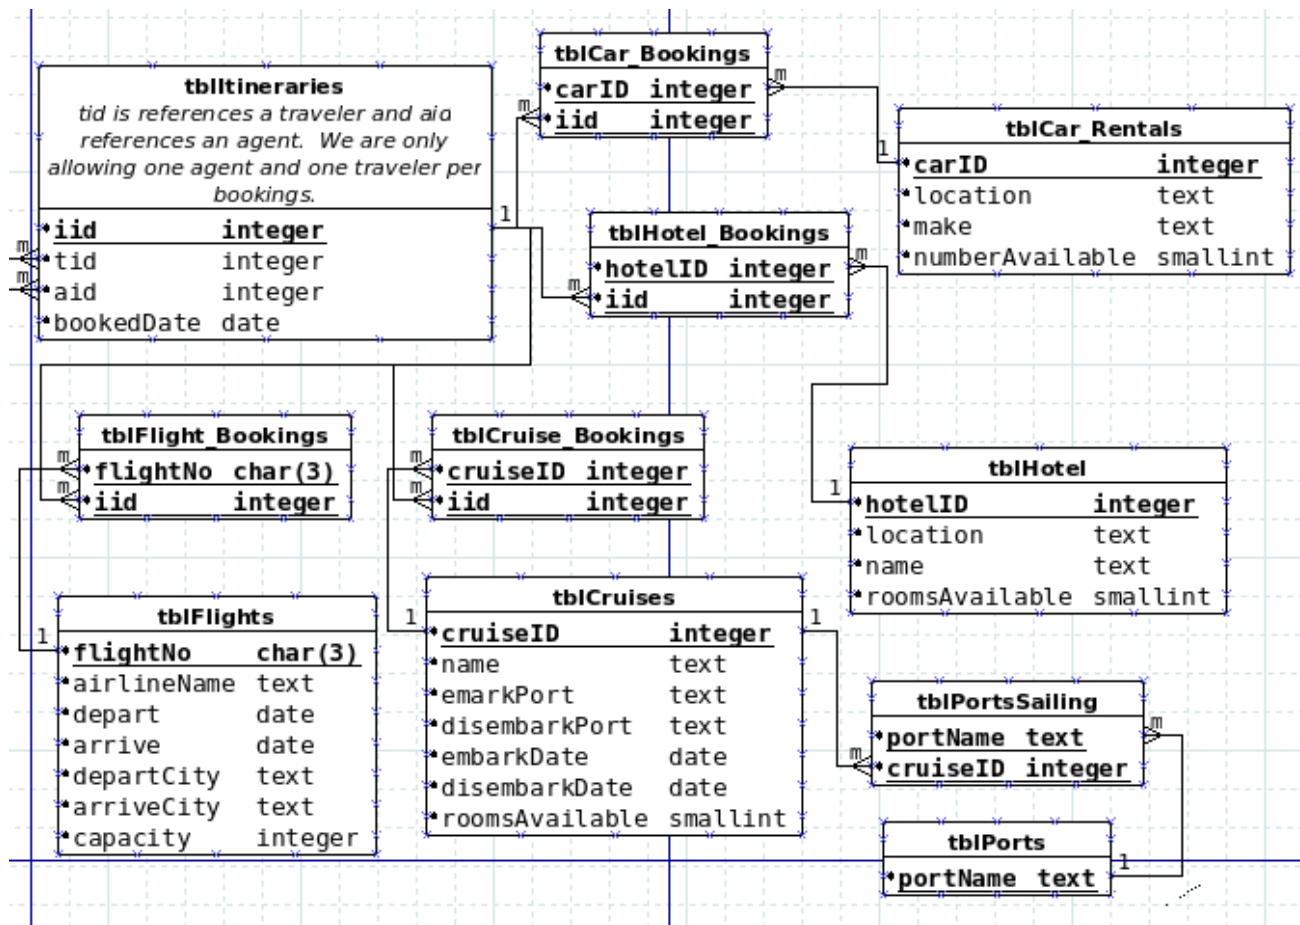 tblItineraries
tid is references a traveler and aid
references an agent.  We are only
allowing one agent and one traveler per
bookings.
iid integer
tid integer
aid integer
bookedDate date
m
m
1
tblCar_Bookings
carID integer
iid integer
m
m
tblCar_Rentals
carID integer
location text
make text
numberAvailable smallint
1
tblHotel_Bookings
hotelID integer
iid integer
m
m
tblFlight_Bookings
flightNo char(3)
iid integer
m
m
tblCruise_Bookings
cruiseID integer
iid integer
m
m
tblHotel
hotelID integer
location text
name text
roomsAvailable smallint
1
tblFlights
flightNo char(3)
airlineName text
depart date
arrive date
departCity text
arriveCity text
capacity integer
1
tblCruises
cruiseID integer
name text
emarkPort text
disembarkPort text
embarkDate date
disembarkDate date
roomsAvailable smallint
1
1
tblPortsSailing
portName text
cruiseID integer
m
m
tblPorts
portName text
1